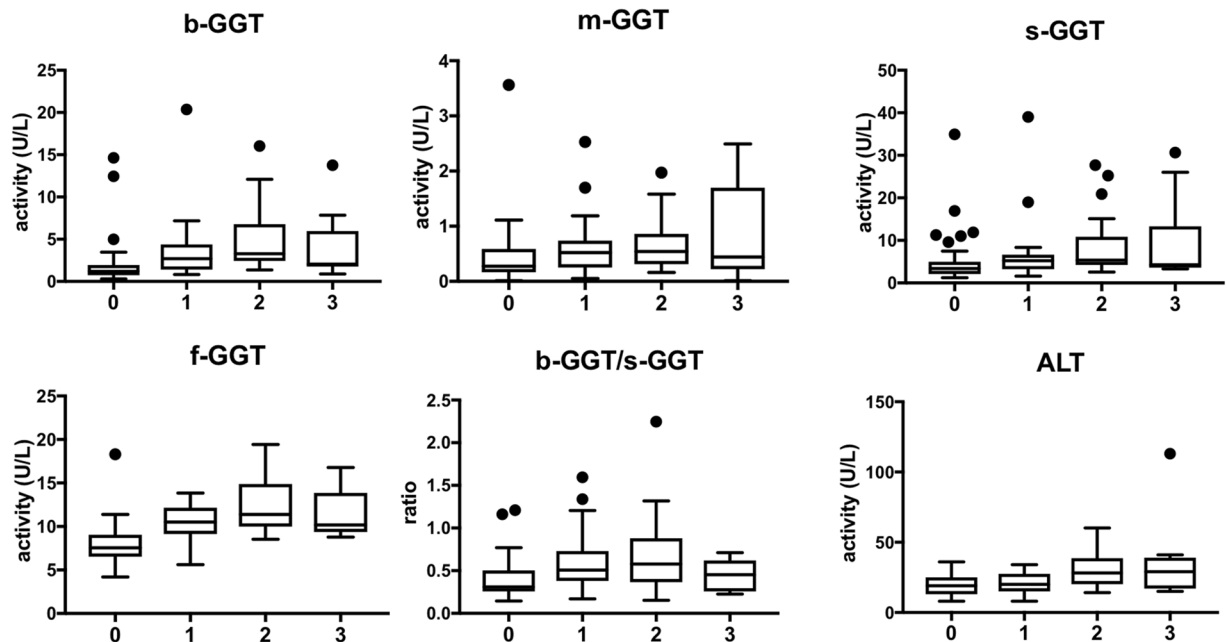 b-GGT
activity (U/L)
25
20
15
10
5
0
0 1 2 3
m-GGT
activity (U/L)
4
3
2
1
0
0 1 2 3
s-GGT
activity (U/L)
50
40
30
20
10
0
0 1 2 3
f-GGT
activity (U/L)
25
20
15
10
5
0
0 1 2 3
b-GGT/s-GGT
ratio
2.5
2.0
1.5
1.0
0.5
0.0
0 1 2 3
ALT
activity (U/L)
150
100
50
0
0 1 2 3